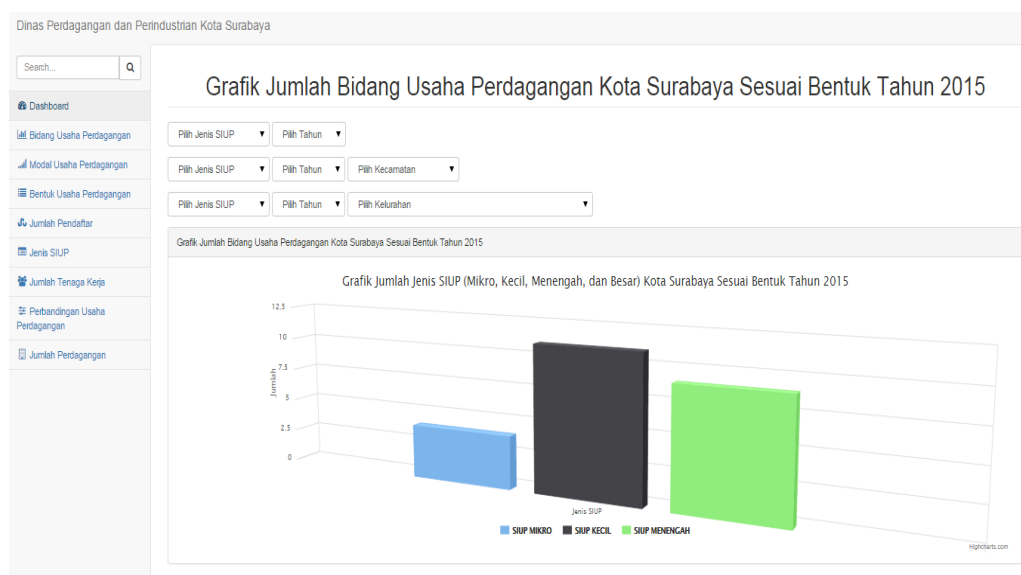 Dinas Perdagangan dan Perindustrian Kota Surabaya
Search...
Dashboard
Bidang Usaha Perdagangan
Modal Usaha Perdagangan
Bentuk Usaha Perdagangan
Jumlah Pendaftar
Jenis SIUP
Jumlah Tenaga Kerja
Perbandingan Usaha
Perdagangan
Jumlah Perdagangan
Grafik Jumlah Bidang Usaha Perdagangan Kota Surabaya Sesuai Bentuk Tahun 2015
Pilih Jenis SIUP Pilih Tahun
Pilih Jenis SIUP Pilih Tahun Pilih Kecamatan
Pilih Jenis SIUP Pilih Tahun Pilih Kelurahan
Grafik Jumlah Bidang Usaha Perdagangan Kota Surabaya Sesuai Bentuk Tahun 2015
Grafik Jumlah Jenis SIUP (Mikro, Kecil, Menengah, dan Besar) Kota Surabaya Sesuai Bentuk Tahun 2015
12.5
10
7.5
5
2.5
0
Jumlah
Jenis SIUP
SIUP MIKRO SIUP KECIL SIUP MENENGAH
Highcharts.com